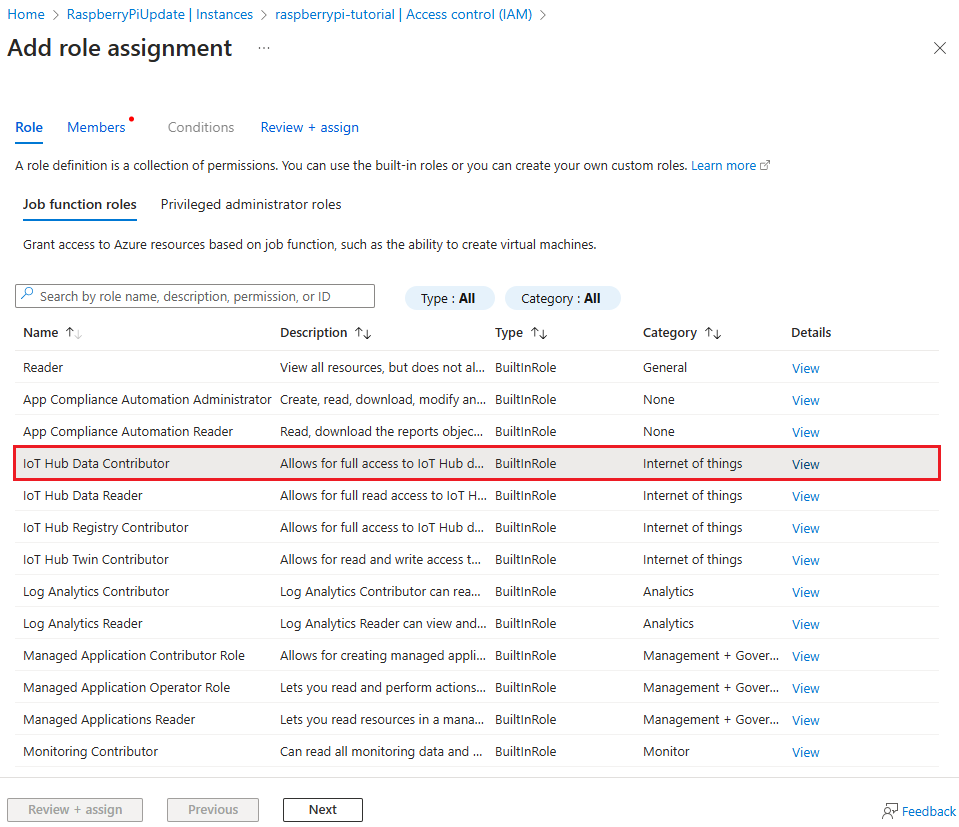 Home > RaspberryPiUpdate | Instances > raspberrypi-tutorial | Access control (IAM) >
Add role assignment ...
Role Members Conditions Review + assign
A role definition is a collection of permissions. You can use the built-in roles or you can create your own custom roles. Learn more
Job function roles Privileged administrator roles
Grant access to Azure resources based on job function, such as the ability to create virtual machines.
Search by role name, description, permission, or ID Type : All Category : All
Name ↑↓ Description ↑↓ Type ↑↓ Category ↑↓ Details
Reader View all resources, but does not al... BuiltInRole General View
App Compliance Automation Administrator Create, read, download, modify an... BuiltInRole None View
App Compliance Automation Reader Read, download the reports objec... BuiltInRole None View
IoT Hub Data Contributor Allows for full access to IoT Hub d... BuiltInRole Internet of things View
IoT Hub Data Reader Allows for full read access to IoT H... BuiltInRole Internet of things View
IoT Hub Registry Contributor Allows for full access to IoT Hub d... BuiltInRole Internet of things View
IoT Hub Twin Contributor Allows for read and write access t... BuiltInRole Internet of things View
Log Analytics Contributor Log Analytics Contributor can rea... BuiltInRole Analytics View
Log Analytics Reader Log Analytics Reader can view and... BuiltInRole Analytics View
Managed Application Contributor Role Allows for creating managed appli... BuiltInRole Management + Gover... View
Managed Application Operator Role Lets you read and perform actions... BuiltInRole Management + Gover... View
Managed Applications Reader Lets you read resources in a mana... BuiltInRole Management + Gover... View
Monitoring Contributor Can read all monitoring data and ... BuiltInRole Monitor View
Review + assign Previous Next Feedback